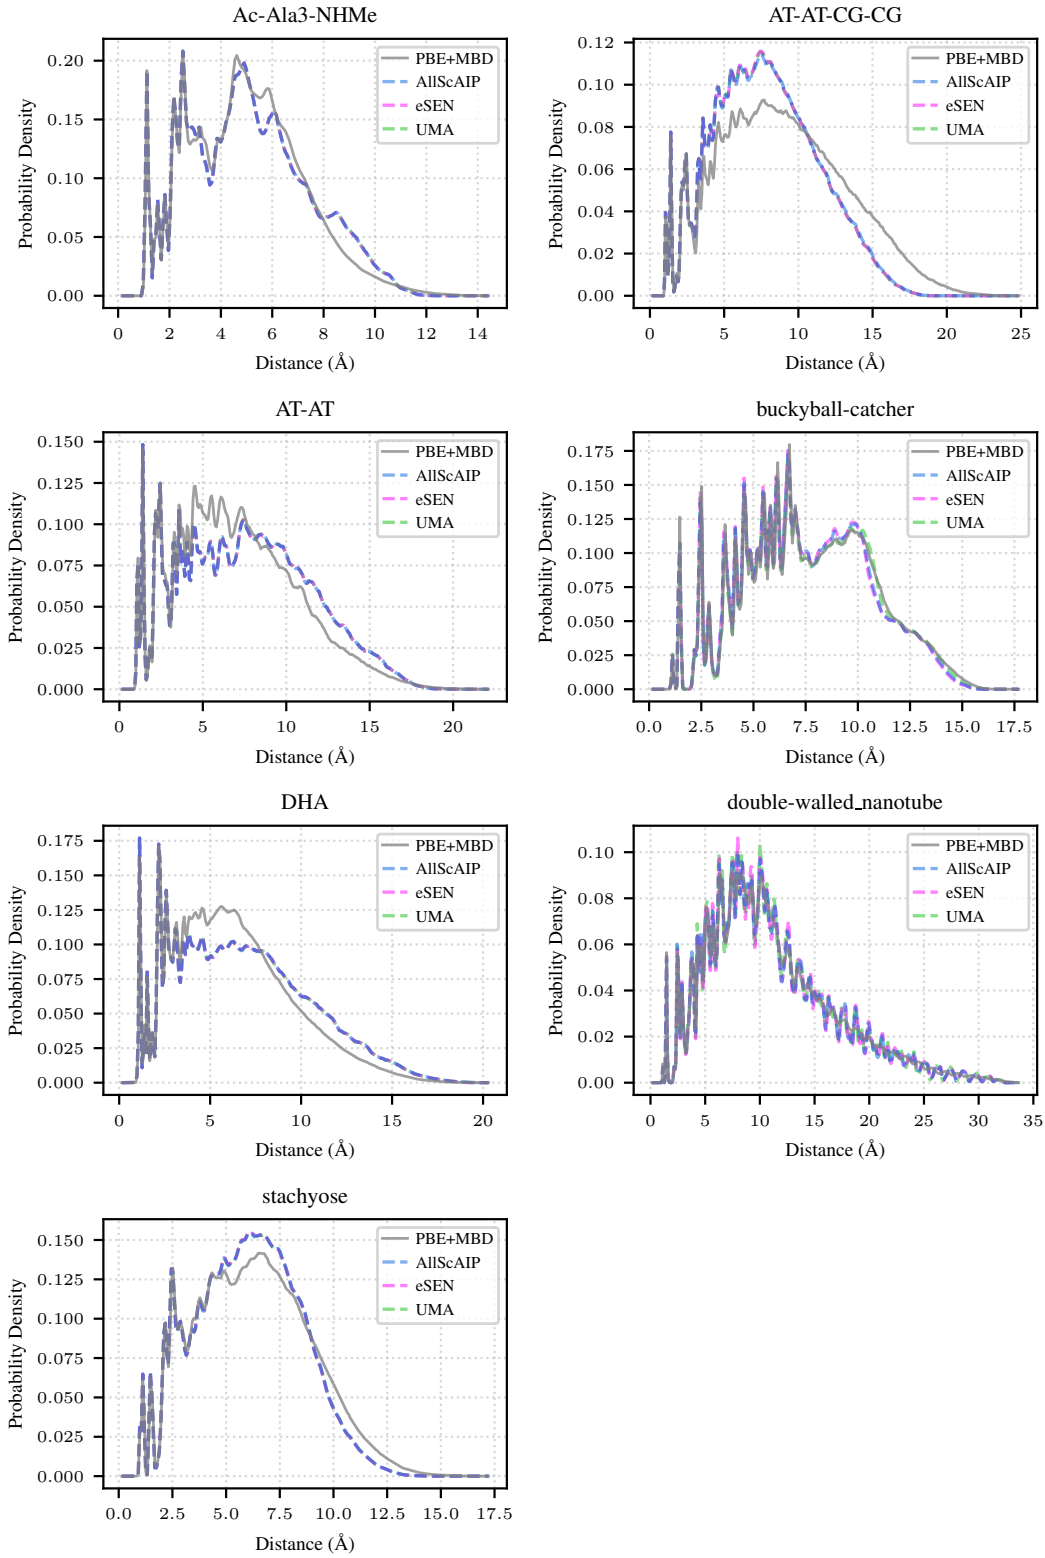 Ac-Ala3-NHMe
Probability Density
0.20
0.15
0.10
0.05
0.00
PBE+MBD
AllScAIP
eSEN
UMA
0 2 4 6 8 10 12 14
Distance (Å)
AT-AT-CG-CG
Probability Density
0.12
0.10
0.08
0.06
0.04
0.02
0.00
PBE+MBD
AllScAIP
eSEN
UMA
0 5 10 15 20 25
Distance (Å)
AT-AT
Probability Density
0.150
0.125
0.100
0.075
0.050
0.025
0.000
PBE+MBD
AllScAIP
eSEN
UMA
0 5 10 15 20
Distance (Å)
buckyball-catcher
Probability Density
0.175
0.150
0.125
0.100
0.075
0.050
0.025
0.000
PBE+MBD
AllScAIP
eSEN
UMA
0.0 2.5 5.0 7.5 10.0 12.5 15.0 17.5
Distance (Å)
DHA
Probability Density
0.175
0.150
0.125
0.100
0.075
0.050
0.025
0.000
PBE+MBD
AllScAIP
eSEN
UMA
0 5 10 15 20
Distance (Å)
double-walled_nanotube
Probability Density
0.10
0.08
0.06
0.04
0.02
0.00
PBE+MBD
AllScAIP
eSEN
UMA
0 5 10 15 20 25 30 35
Distance (Å)
stachyose
Probability Density
0.150
0.125
0.100
0.075
0.050
0.025
0.000
PBE+MBD
AllScAIP
eSEN
UMA
0.0 2.5 5.0 7.5 10.0 12.5 15.0 17.5
Distance (Å)